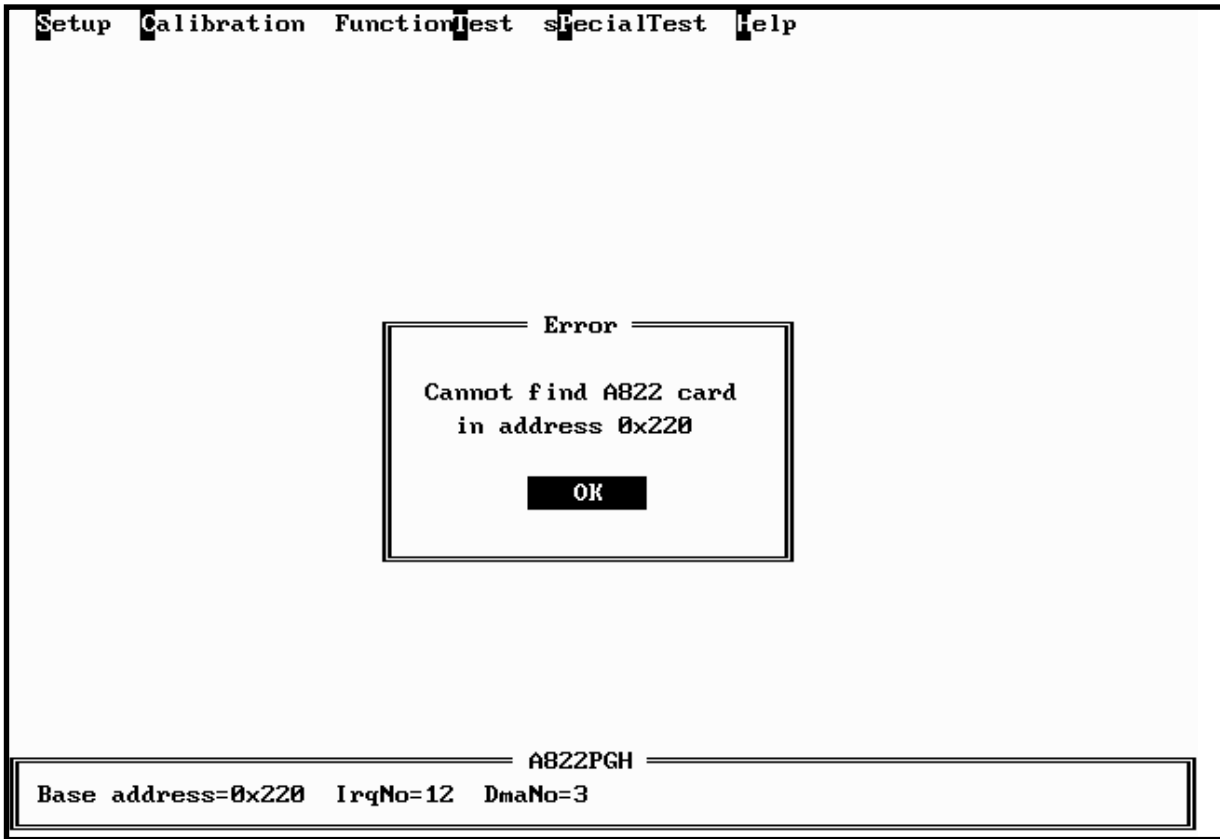 Setup Calibration FunctionTest sPecialTest Help
Error
Cannot find A822 card
in address 0x220
OK
A822PGH
Base address=0x220 IrqNo=12 DmaNo=3